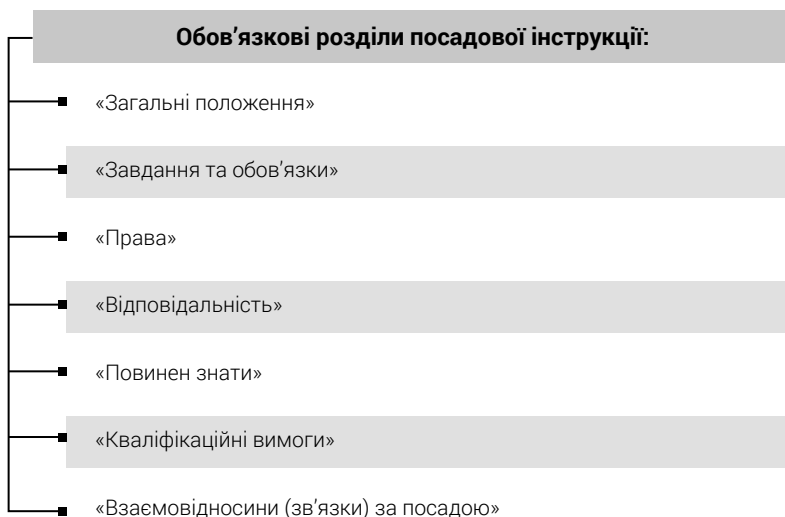 Обов’язкові розділи посадової інструкції:
«Загальні положення»
«Завдання та обов’язки»
«Права»
«Відповідальність»
«Повинен знати»
«Кваліфікаційні вимоги»
«Взаємовідносини (зв’язки) за посадою»